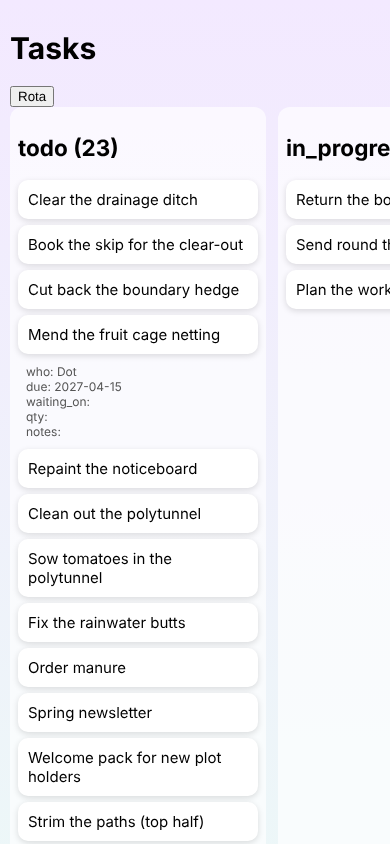 Tasks
Rota
todo (23)
Clear the drainage ditch
Book the skip for the clear-out
Cut back the boundary hedge
Mend the fruit cage netting
who: Dot
due: 2027-04-15
waiting_on:
qty:
notes:
Repaint the noticeboard
Clean out the polytunnel
Sow tomatoes in the
polytunnel
Fix the rainwater butts
Order manure
Spring newsletter
Welcome pack for new plot
holders
Strim the paths (top half)
in_progre
Return the bo
Send round th
Plan the work